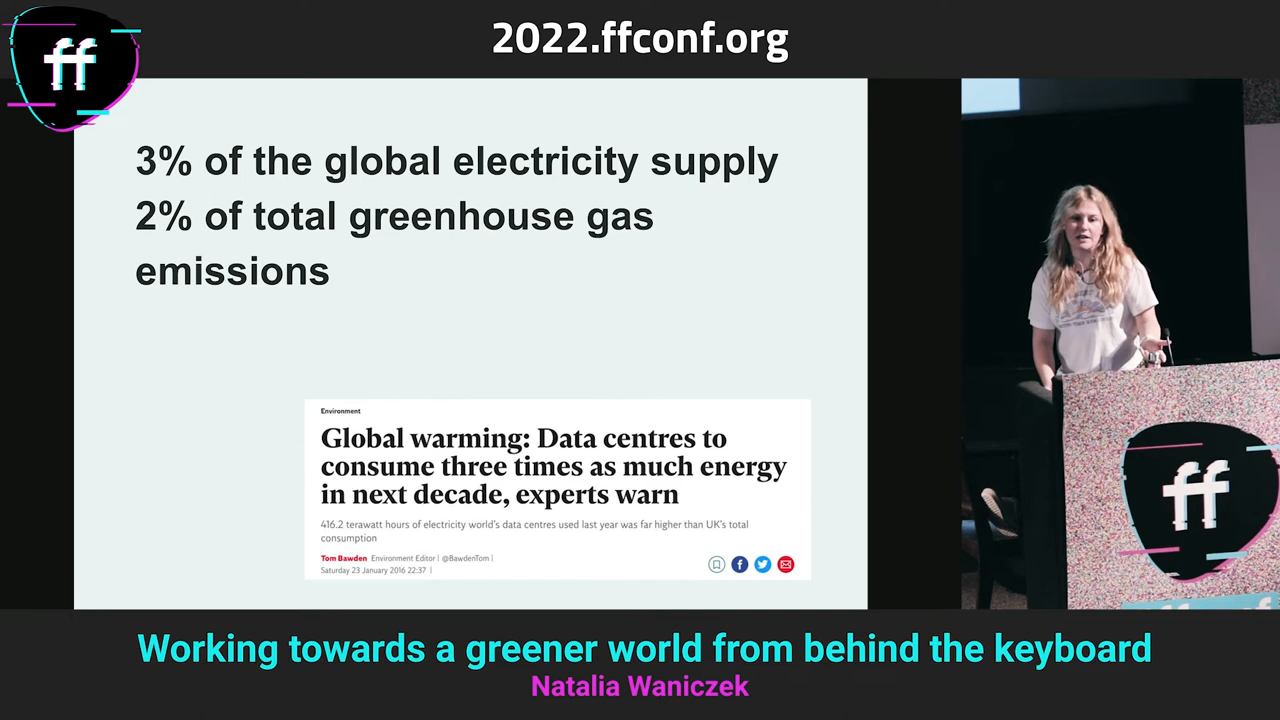 2022.ffconf.org
ff
3% of the global electricity supply
2% of total greenhouse gas
emissions
Environment
Global warming: Data centres to
consume three times as much energy
in next decade, experts warn
416.2 terawatt hours of electricity world's data centres used last year was far higher than UK's total
consumption
Tom Bawden Environment Editor | @BawdenTom |
Saturday 23 January 2016 22:37 |
ff
Working towards a greener world from behind the keyboard
Natalia Waniczek